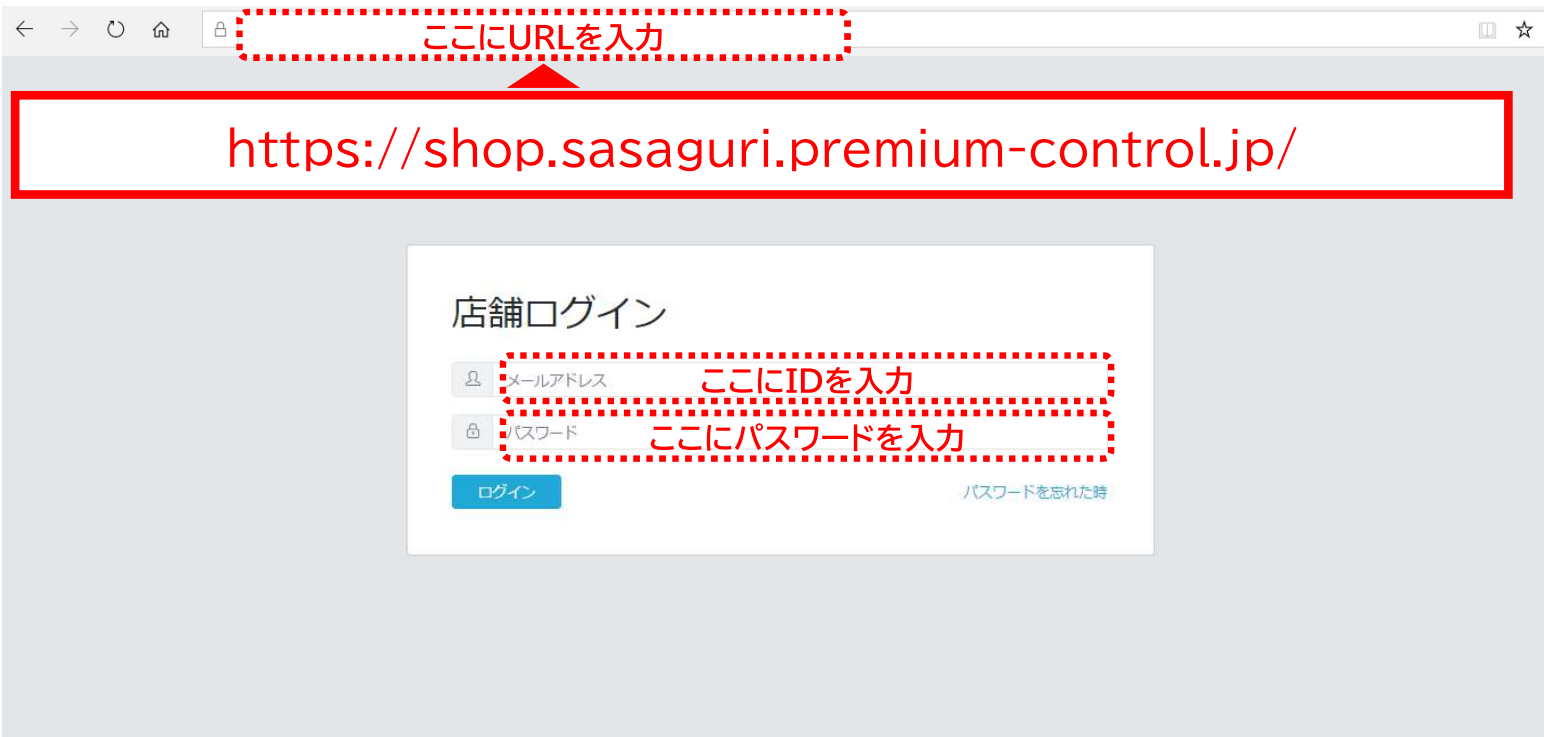 ここにURLを入力
https://shop.sasaguri.premium-control.jp/
店舗ログイン
メールアドレス ここにIDを入力
パスワード ここにパスワードを入力
ログイン パスワードを忘れた時